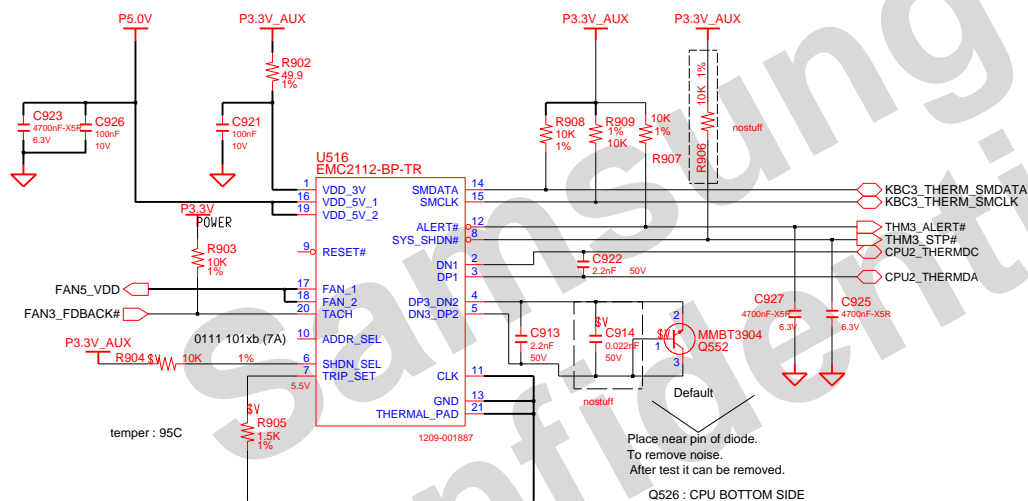 P5.0V
P3.3V_AUX
P3.3V_AUX
P3.3V_AUX
R902
49.9
1%
C923
4700nF-X5R
6.3V
C926
100nF
10V
C921
100nF
10V
R908
10K
1%
R909
1%
10K
10K
1%
R907
10K 1%
R906
nostuff
U516
EMC2112-BP-TR
1 VDD_3V
16 VDD_5V_1
19 VDD_5V_2
9 RESET#
17 FAN_1
18 FAN_2
20 TACH
10 ADDR_SEL
6 SHDN_SEL
7 TRIP_SET
SMDATA 14
SMCLK 15
ALERT# 12
SYS_SHDN# 8
DN1 2
DP1 3
DP3_DN2 4
DN3_DP2 5
CLK 11
GND 13
THERMAL_PAD 21
1209-001887
P3.3V
POWER
R903
10K
1%
FAN5_VDD
FAN3_FDBACK#
0111 101xb (7A)
P3.3V_AUX
R904 $V 10K 1%
5.5V
$V
R905
1.5K
1%
temper : 95C
KBC3_THERM_SMDATA
KBC3_THERM_SMCLK
THM3_ALERT#
THM3_STP#
CPU2_THERMDC
CPU2_THERMDA
C922
2.2nF 50V
C913
2.2nF
50V
$V
C914
0.022nF
50V
nostuff
$V
2
1
3
MMBT3904
Q552
C927
4700nF-X5R
6.3V
C925
4700nF-X5R
6.3V
Default
Place near pin of diode.
To remove noise.
After test it can be removed.
Q526 : CPU BOTTOM SIDE
Samsung
Confidenti